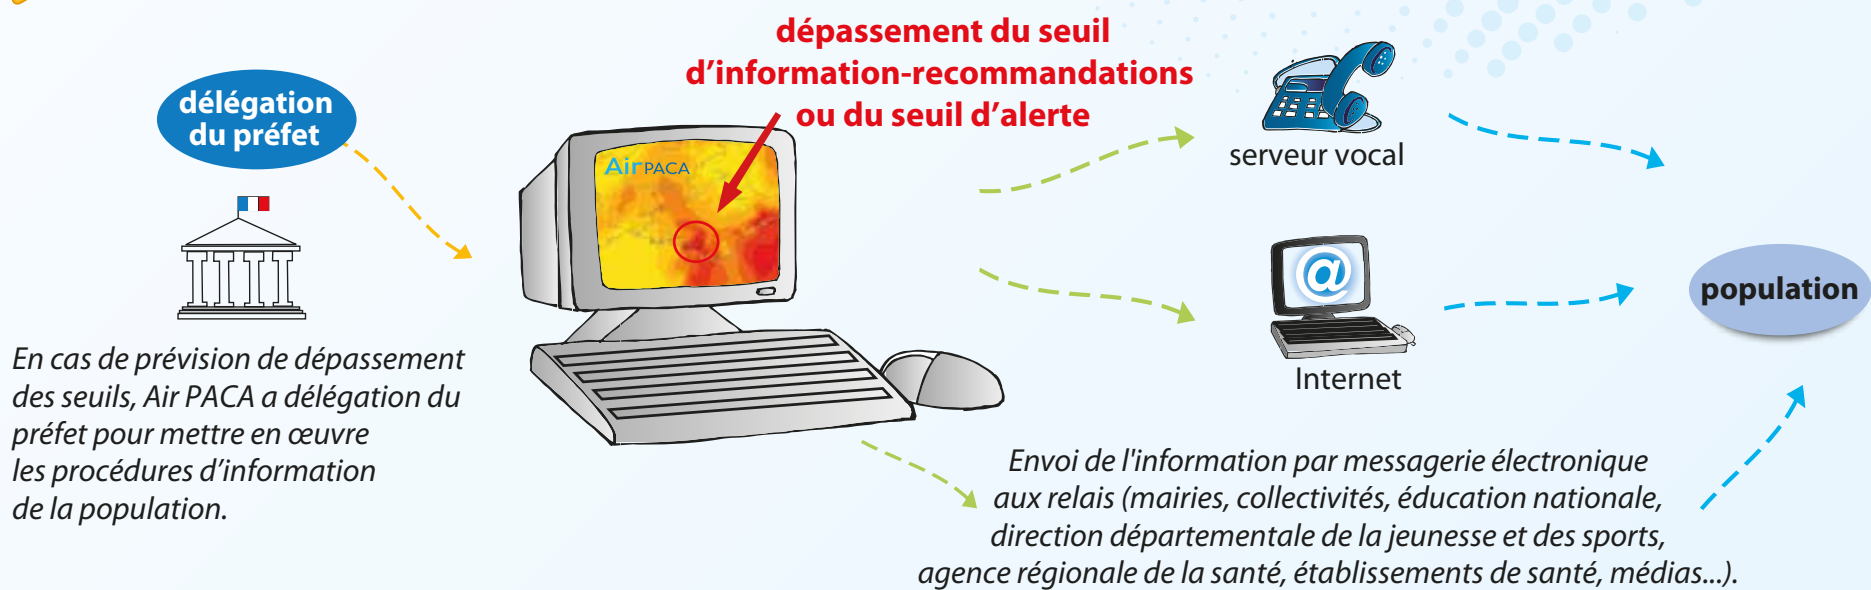 dépassement du seuil
d’information-recommandations
ou du seuil d’alerte
délégation
du préfet
AirPACA
serveur vocal
Internet
population
En cas de prévision de dépassement
des seuils, Air PACA a délégation du
préfet pour mettre en œuvre
les procédures d’information
de la population.
Envoi de l'information par messagerie électronique
aux relais (mairies, collectivités, éducation nationale,
direction départementale de la jeunesse et des sports,
agence régionale de la santé, établissements de santé, médias...).